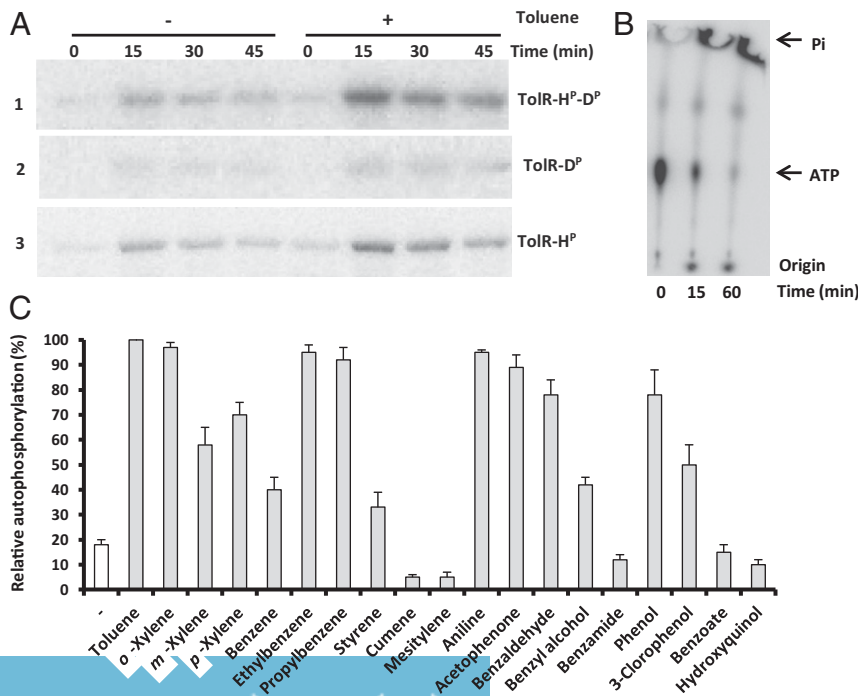 A
- + Toluene
0 15 30 45 0 15 30 45 Time (min)
1 TolR-Hᴾ-Dᴾ
2 TolR-Dᴾ
3 TolR-Hᴾ
B
Pi
ATP
Origin
0 15 60 Time (min)
C
Relative autophosphorylation (%)
100
90
80
70
60
50
40
30
20
10
0
-
Toluene
o -Xylene
m -Xylene
p -Xylene
Benzene
Ethylbenzene
Propylbenzene
Styrene
Cumene
Mesitylene
Aniline
Acetophenone
Benzaldehyde
Benzyl alcohol
Benzamide
Phenol
3-Clorophenol
Benzoate
Hydroxyquinol